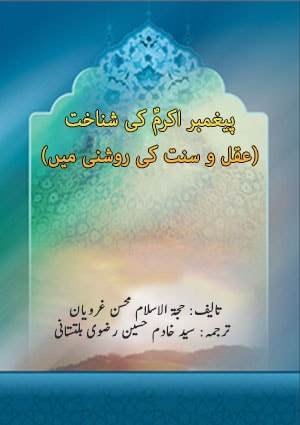 پیغمبر اکرمؐ کی شناخت
(عقل و سنت کی روشنی میں)
تالیف: حجۃ الاسلام محسن غرویان
ترجمہ: سید خادم حسین رضوی بلتستانی